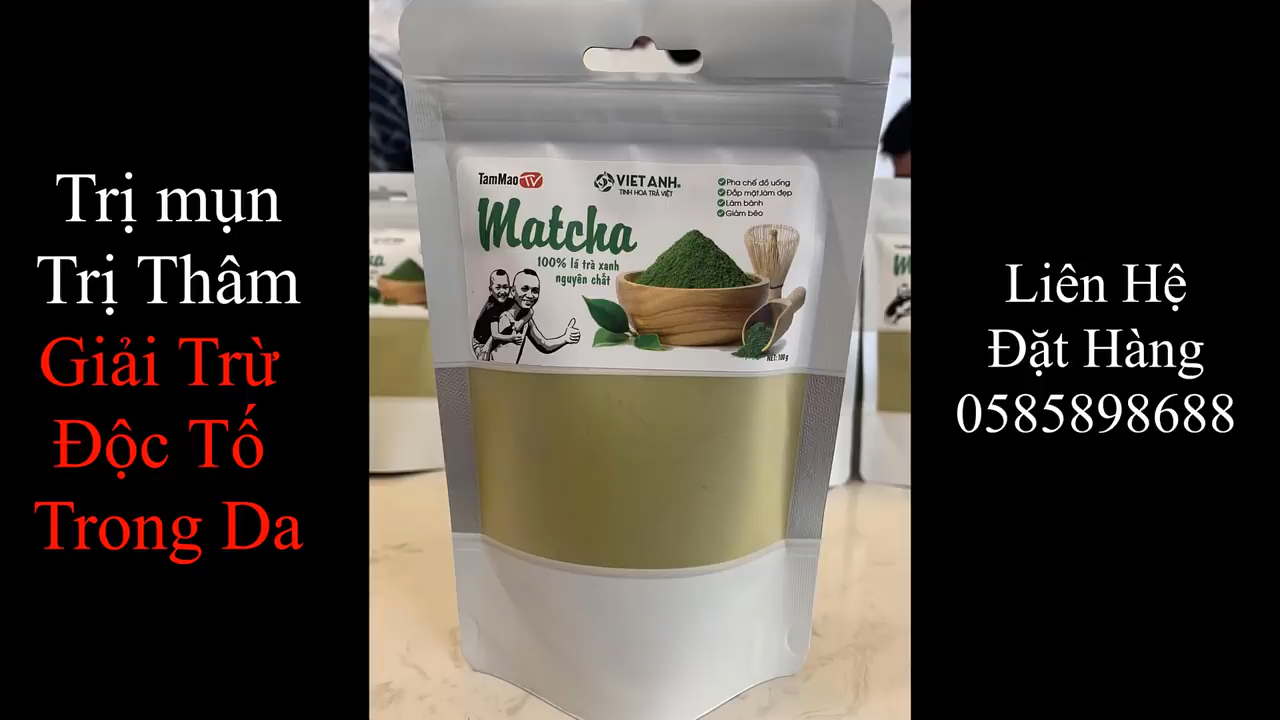 Trị mụn
Trị Thâm
Giải Trừ
Độc Tố
Trong Da
TamMao TV
VIET ANH®
TINH HOA TRÀ VIỆT
Pha chế đồ uống
Đắp mặt,làm đẹp
Làm bánh
Giảm béo
Matcha
100% lá trà xanh
nguyên chất
NET: 100g
Liên Hệ
Đặt Hàng
0585898688